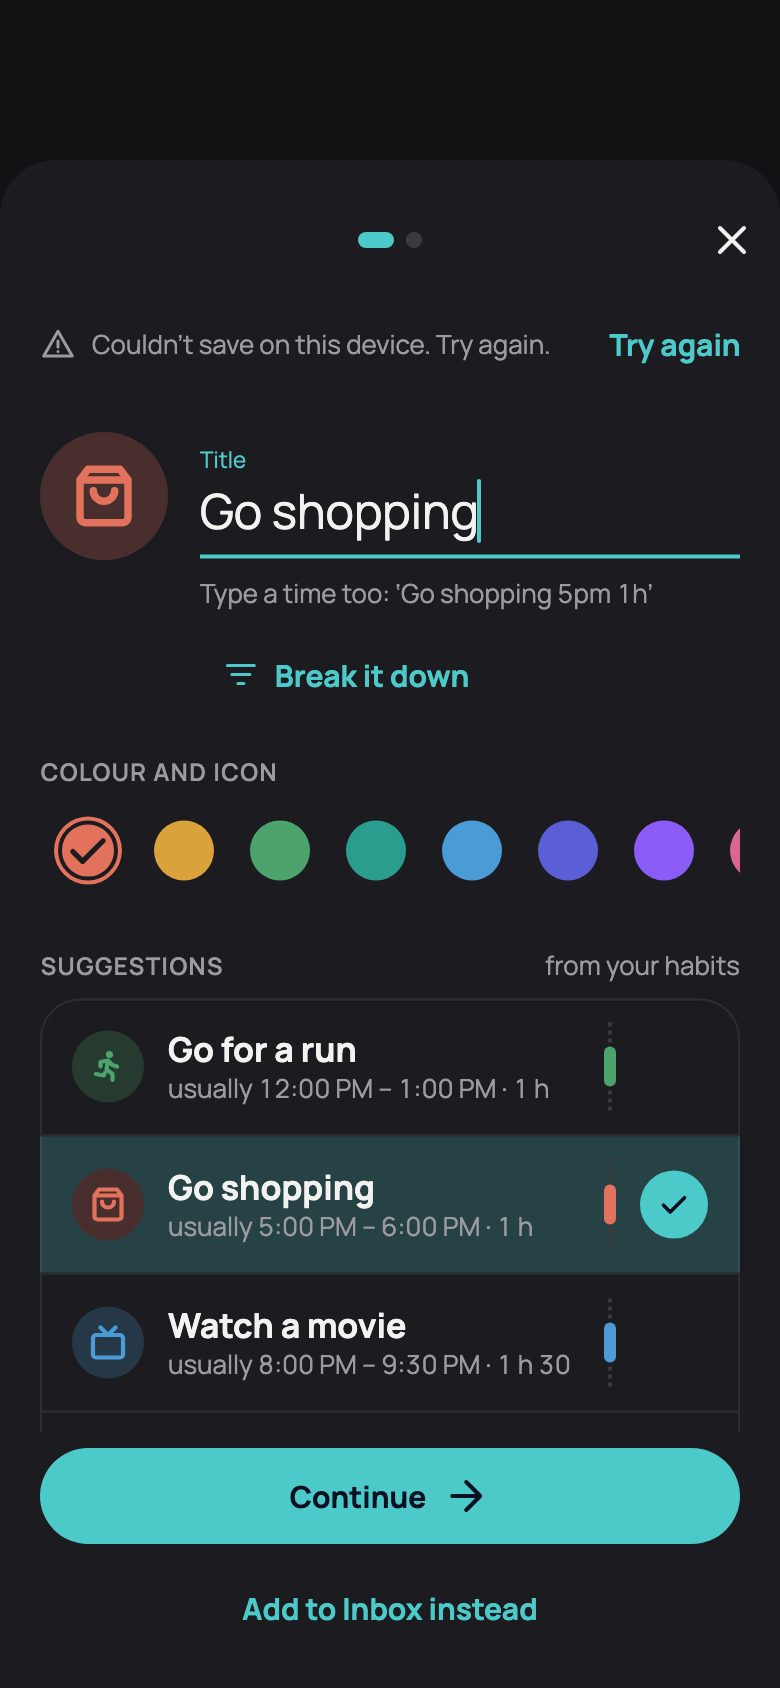 Couldn’t save on this device. Try again.
Try again
Title
Go shopping
Type a time too: ‘Go shopping 5pm 1h’
Break it down
COLOUR AND ICON
SUGGESTIONS
from your habits
Go for a run
usually 12:00 PM – 1:00 PM · 1 h
Go shopping
usually 5:00 PM – 6:00 PM · 1 h
Watch a movie
usually 8:00 PM – 9:30 PM · 1 h 30
Continue
Add to Inbox instead